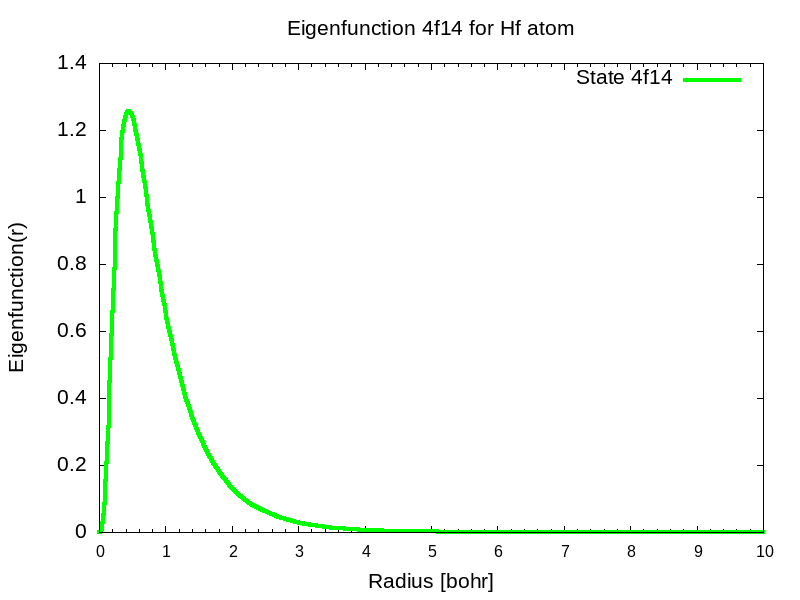 Eigenfunction 4f14 for Hf atom
State 4f14
1.4
1.2
1
0.8
0.6
0.4
0.2
0
Eigenfunction(r)
0 1 2 3 4 5 6 7 8 9 10
Radius [bohr]